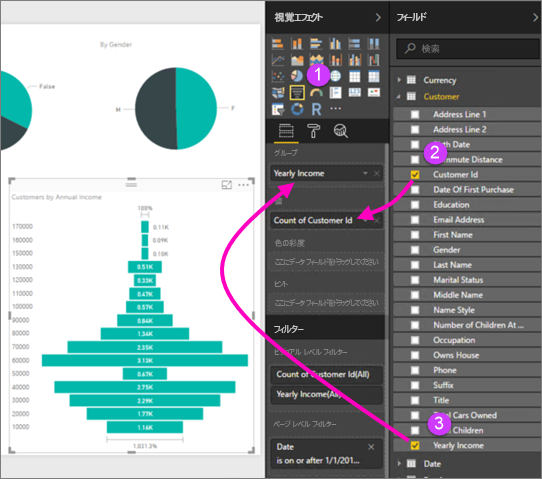 By Gender
False
M
F
Customers by Annual Income
100%
170000
0.11K
160000
0.09K
150000
0.10K
130000
0.51K
120000
0.33K
110000
0.47K
100000
0.57K
90000
0.84K
80000
1.34K
70000
2.35K
60000
3.13K
50000
0.67K
40000
2.75K
30000
2.29K
20000
1.77K
10000
1.16K
1,031.3%
視覚エフェクト
1
R
グループ
Yearly Income
値
Count of Customer Id
色の彩度
ここにデータ フィールドをドラッグしてください
ヒント
ここにデータ フィールドをドラッグしてください
フィルター
ビジュアル レベル フィルター
Count of Customer Id(All)
Yearly Income(All)
ページ レベル フィルター
Date
is on or after 1/1/201...
フィールド
検索
Currency
Customer
Address Line 1
Address Line 2
2
Date
Distance
Customer Id
Date Of First Purchase
Education
Email Address
First Name
Gender
Last Name
Marital Status
Middle Name
Name Style
Number of Children At ...
Occupation
Owns House
Phone
Suffix
Title
3
Cars Owned
Children
Yearly Income
Date